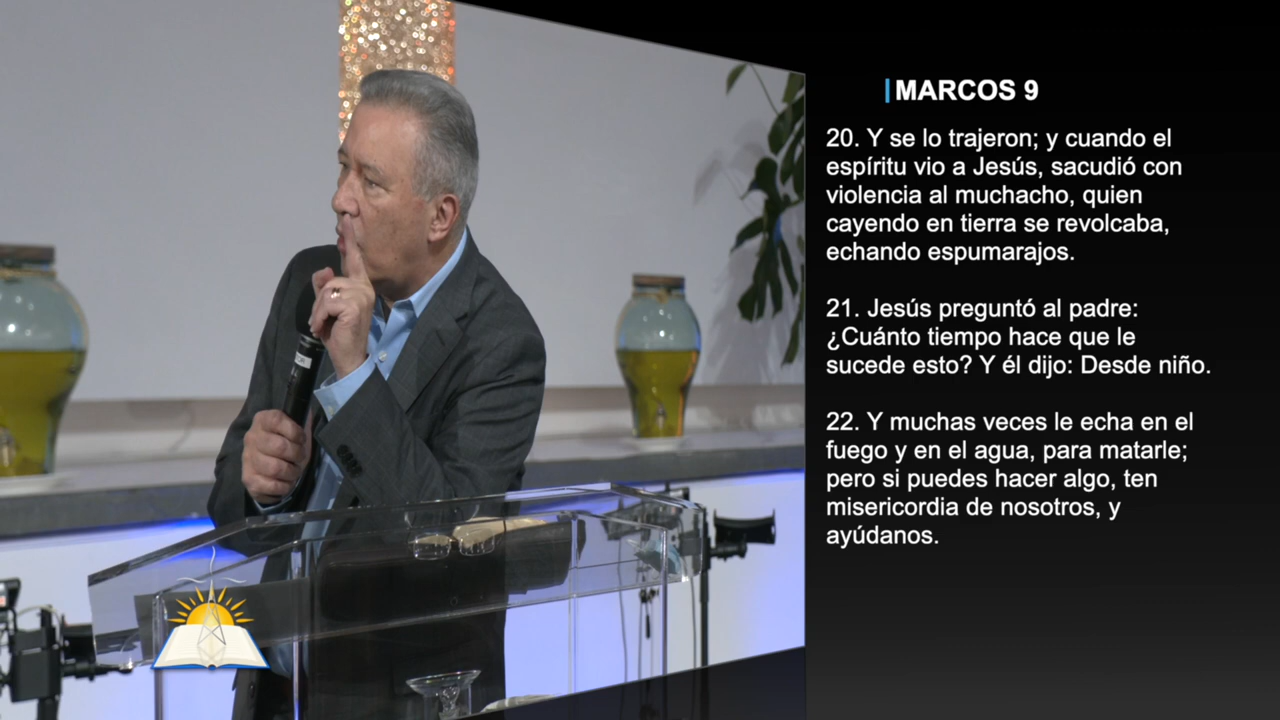 MARCOS 9
20. Y se lo trajeron; y cuando el
espíritu vio a Jesús, sacudió con
violencia al muchacho, quien
cayendo en tierra se revolcaba,
echando espumarajos.
21. Jesús preguntó al padre:
¿Cuánto tiempo hace que le
sucede esto? Y él dijo: Desde niño.
22. Y muchas veces le echa en el
fuego y en el agua, para matarle;
pero si puedes hacer algo, ten
misericordia de nosotros, y
ayúdanos.